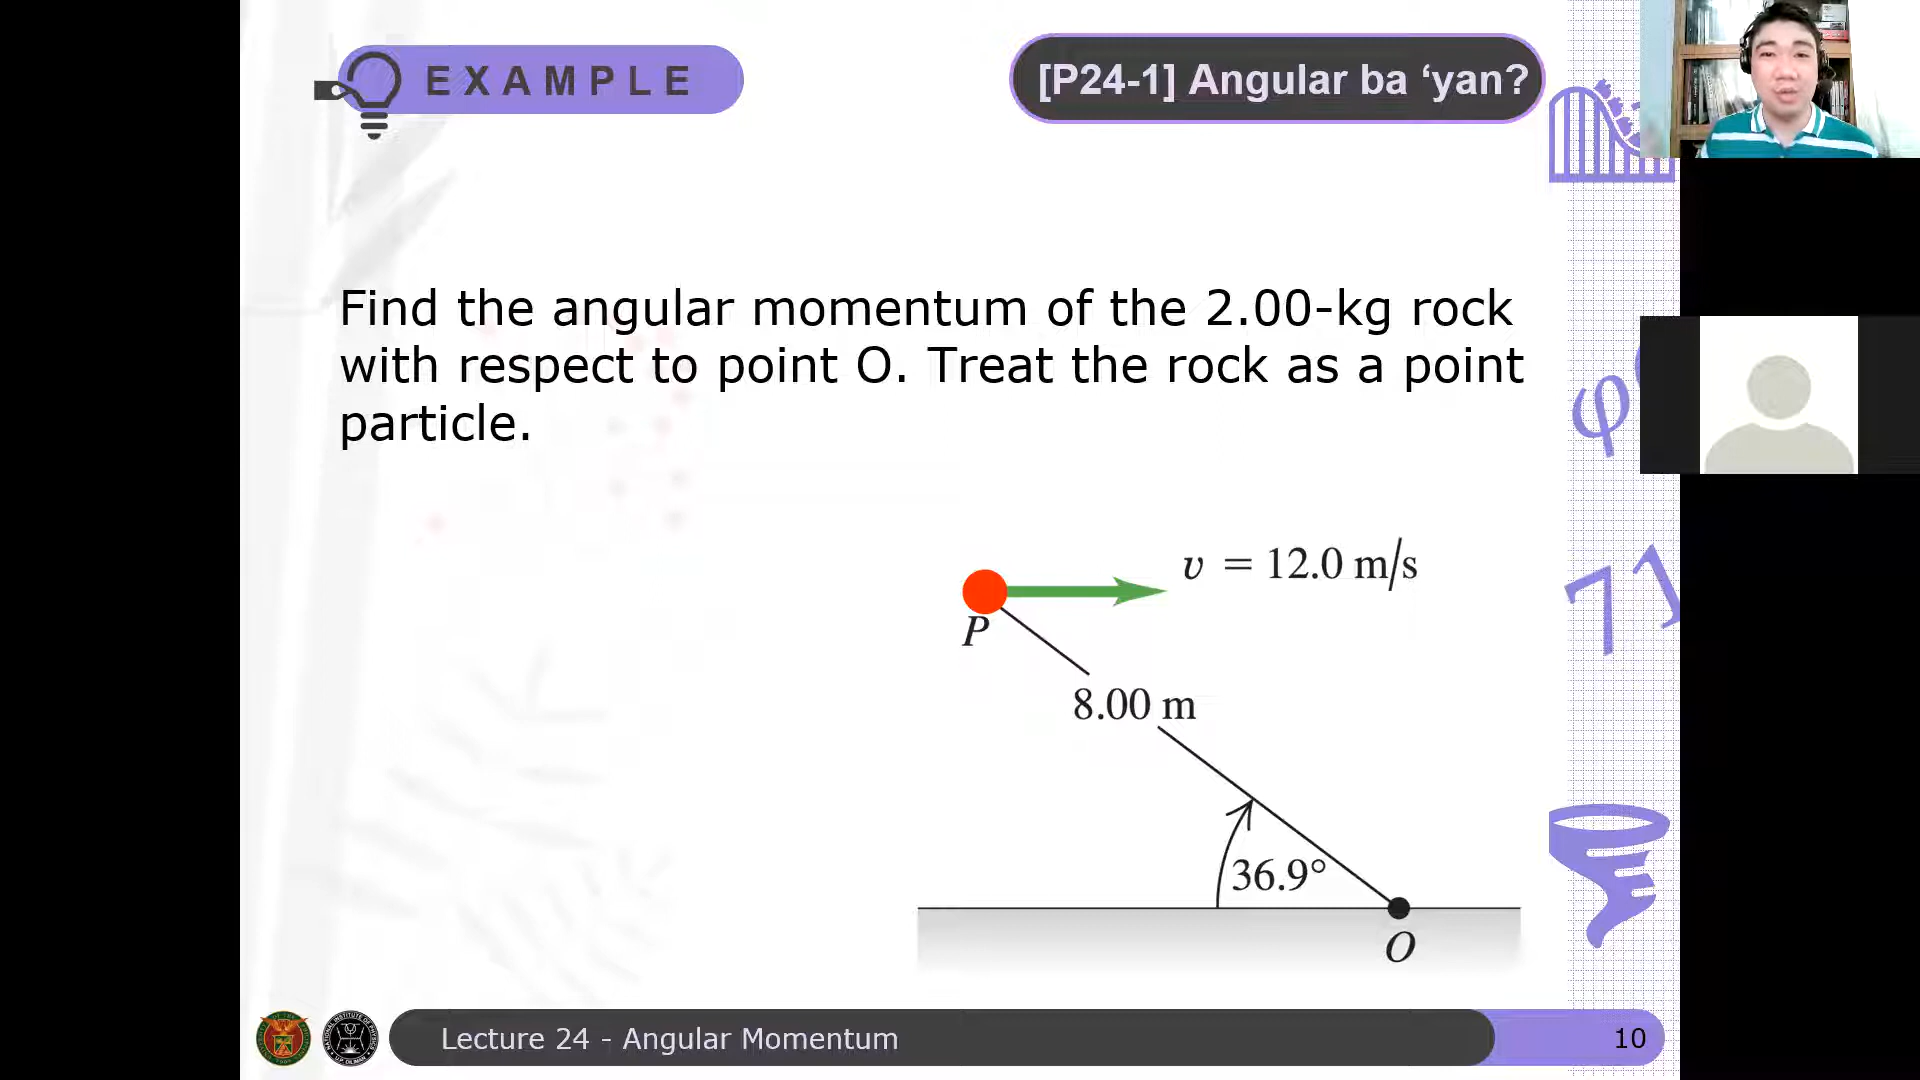 EXAMPLE
[P24-1] Angular ba ‘yan?
Find the angular momentum of the 2.00-kg rock
with respect to point O. Treat the rock as a point
particle.
v = 12.0 m/s
P
8.00 m
36.9°
O
Lecture 24 - Angular Momentum
10